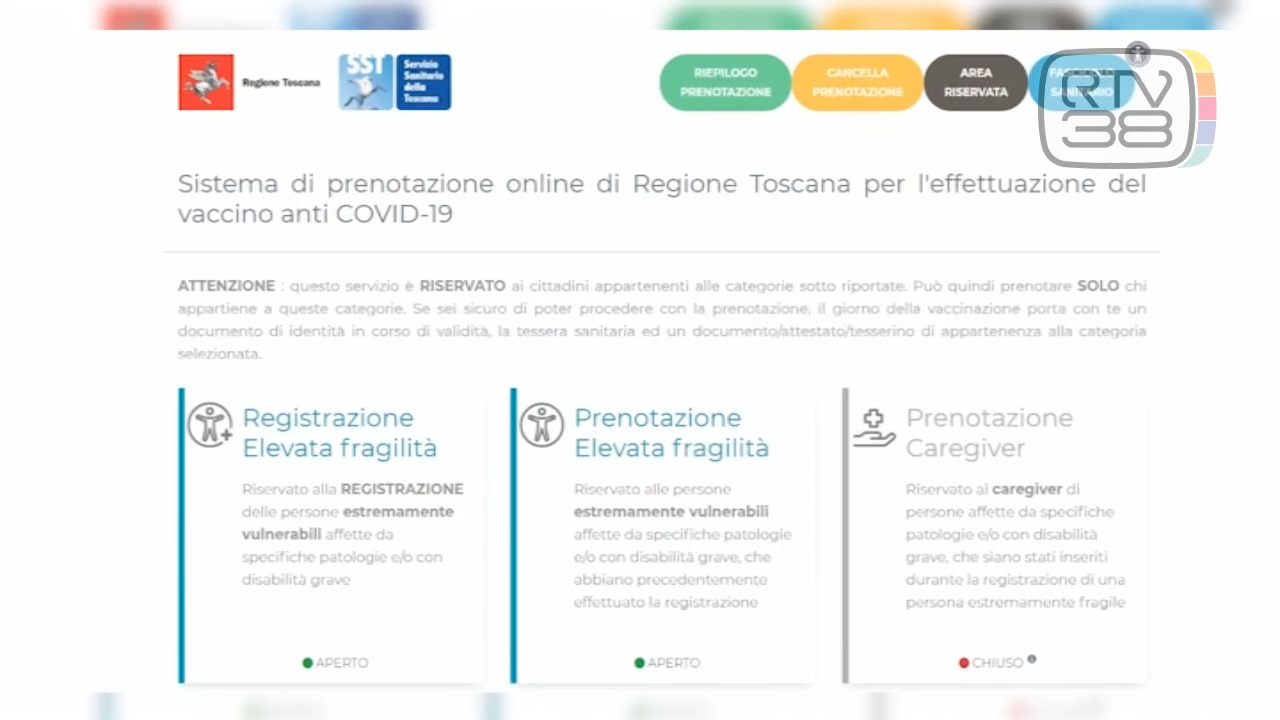 Regione Toscana
SST
Servizio
Sanitario
della
Toscana
RIEPILOGO
PRENOTAZIONE
CANCELLA
PRENOTAZIONE
AREA
RISERVATA
FASCICOLO
SANITARIO
RTV
38
Sistema di prenotazione online di Regione Toscana per l'effettuazione del
vaccino anti COVID-19
ATTENZIONE : questo servizio è RISERVATO ai cittadini appartenenti alle categorie sotto riportate. Può quindi prenotare SOLO chi
appartiene a queste categorie. Se sei sicuro di poter procedere con la prenotazione, il giorno della vaccinazione porta con te un
documento di identità in corso di validità, la tessera sanitaria ed un documento/attestato/tesserino di appartenenza alla categoria
selezionata.
Registrazione
Elevata fragilità
Riservato alla REGISTRAZIONE
delle persone estremamente
vulnerabili affette da
specifiche patologie e/o con
disabilità grave
APERTO
Prenotazione
Elevata fragilità
Riservato alle persone
estremamente vulnerabili
affette da specifiche patologie
e/o con disabilità grave, che
abbiano precedentemente
effettuato la registrazione
APERTO
Prenotazione
Caregiver
Riservato ai caregiver di
persone affette da specifiche
patologie e/o con disabilità
grave, che siano stati inseriti
durante la registrazione di una
persona estremamente fragile
CHIUSO